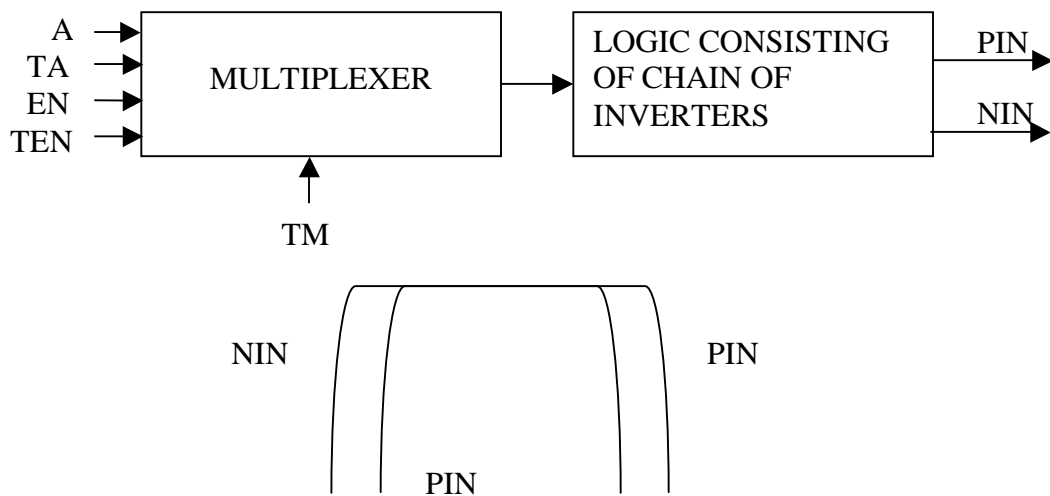 A
TA
EN
TEN
MULTIPLEXER
TM
LOGIC CONSISTING
OF CHAIN OF
INVERTERS
PIN
NIN
NIN
PIN
PIN